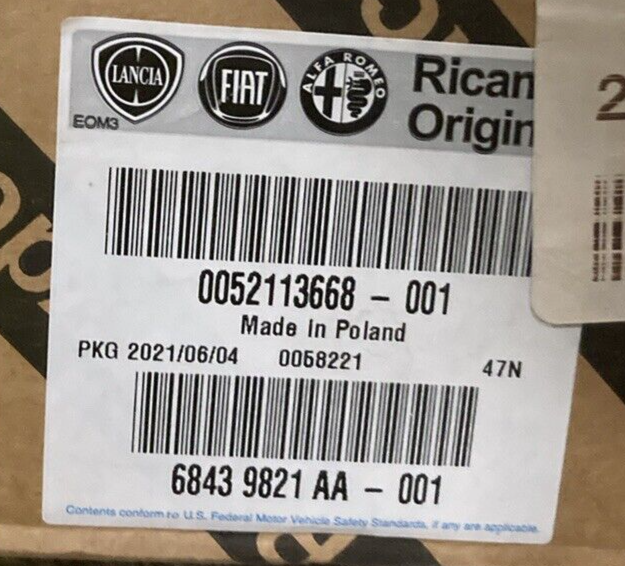 LANCIA FIAT ALFA ROMEO
Rican
Origin
EOM3
2
0052113668 - 001
Made In Poland
PKG 2021/06/04 0058221 47N
6843 9821 AA - 001
Contents conform to U.S. Federal Motor Vehicle Safety Standards, if any are applicable.